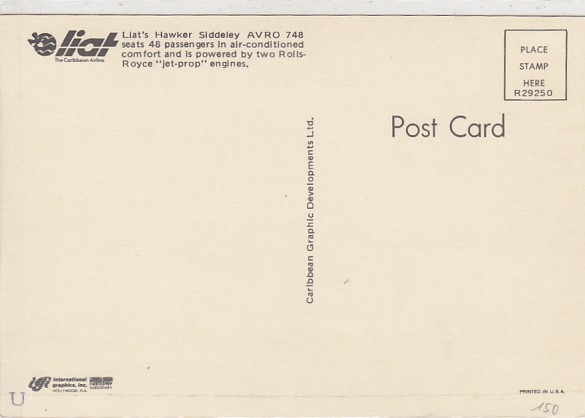 liat
The Caribbean Airline
Liat's Hawker Siddeley AVRO 748
seats 48 passengers in air-conditioned
comfort and is powered by two Rolls-
Royce "jet-prop" engines.
PLACE
STAMP
HERE
R29250
Post Card
Caribbean Graphic Developments Ltd.
international
graphics, inc.
HOLLYWOOD, FLA.
PRINTED IN U.S.A.
U
150